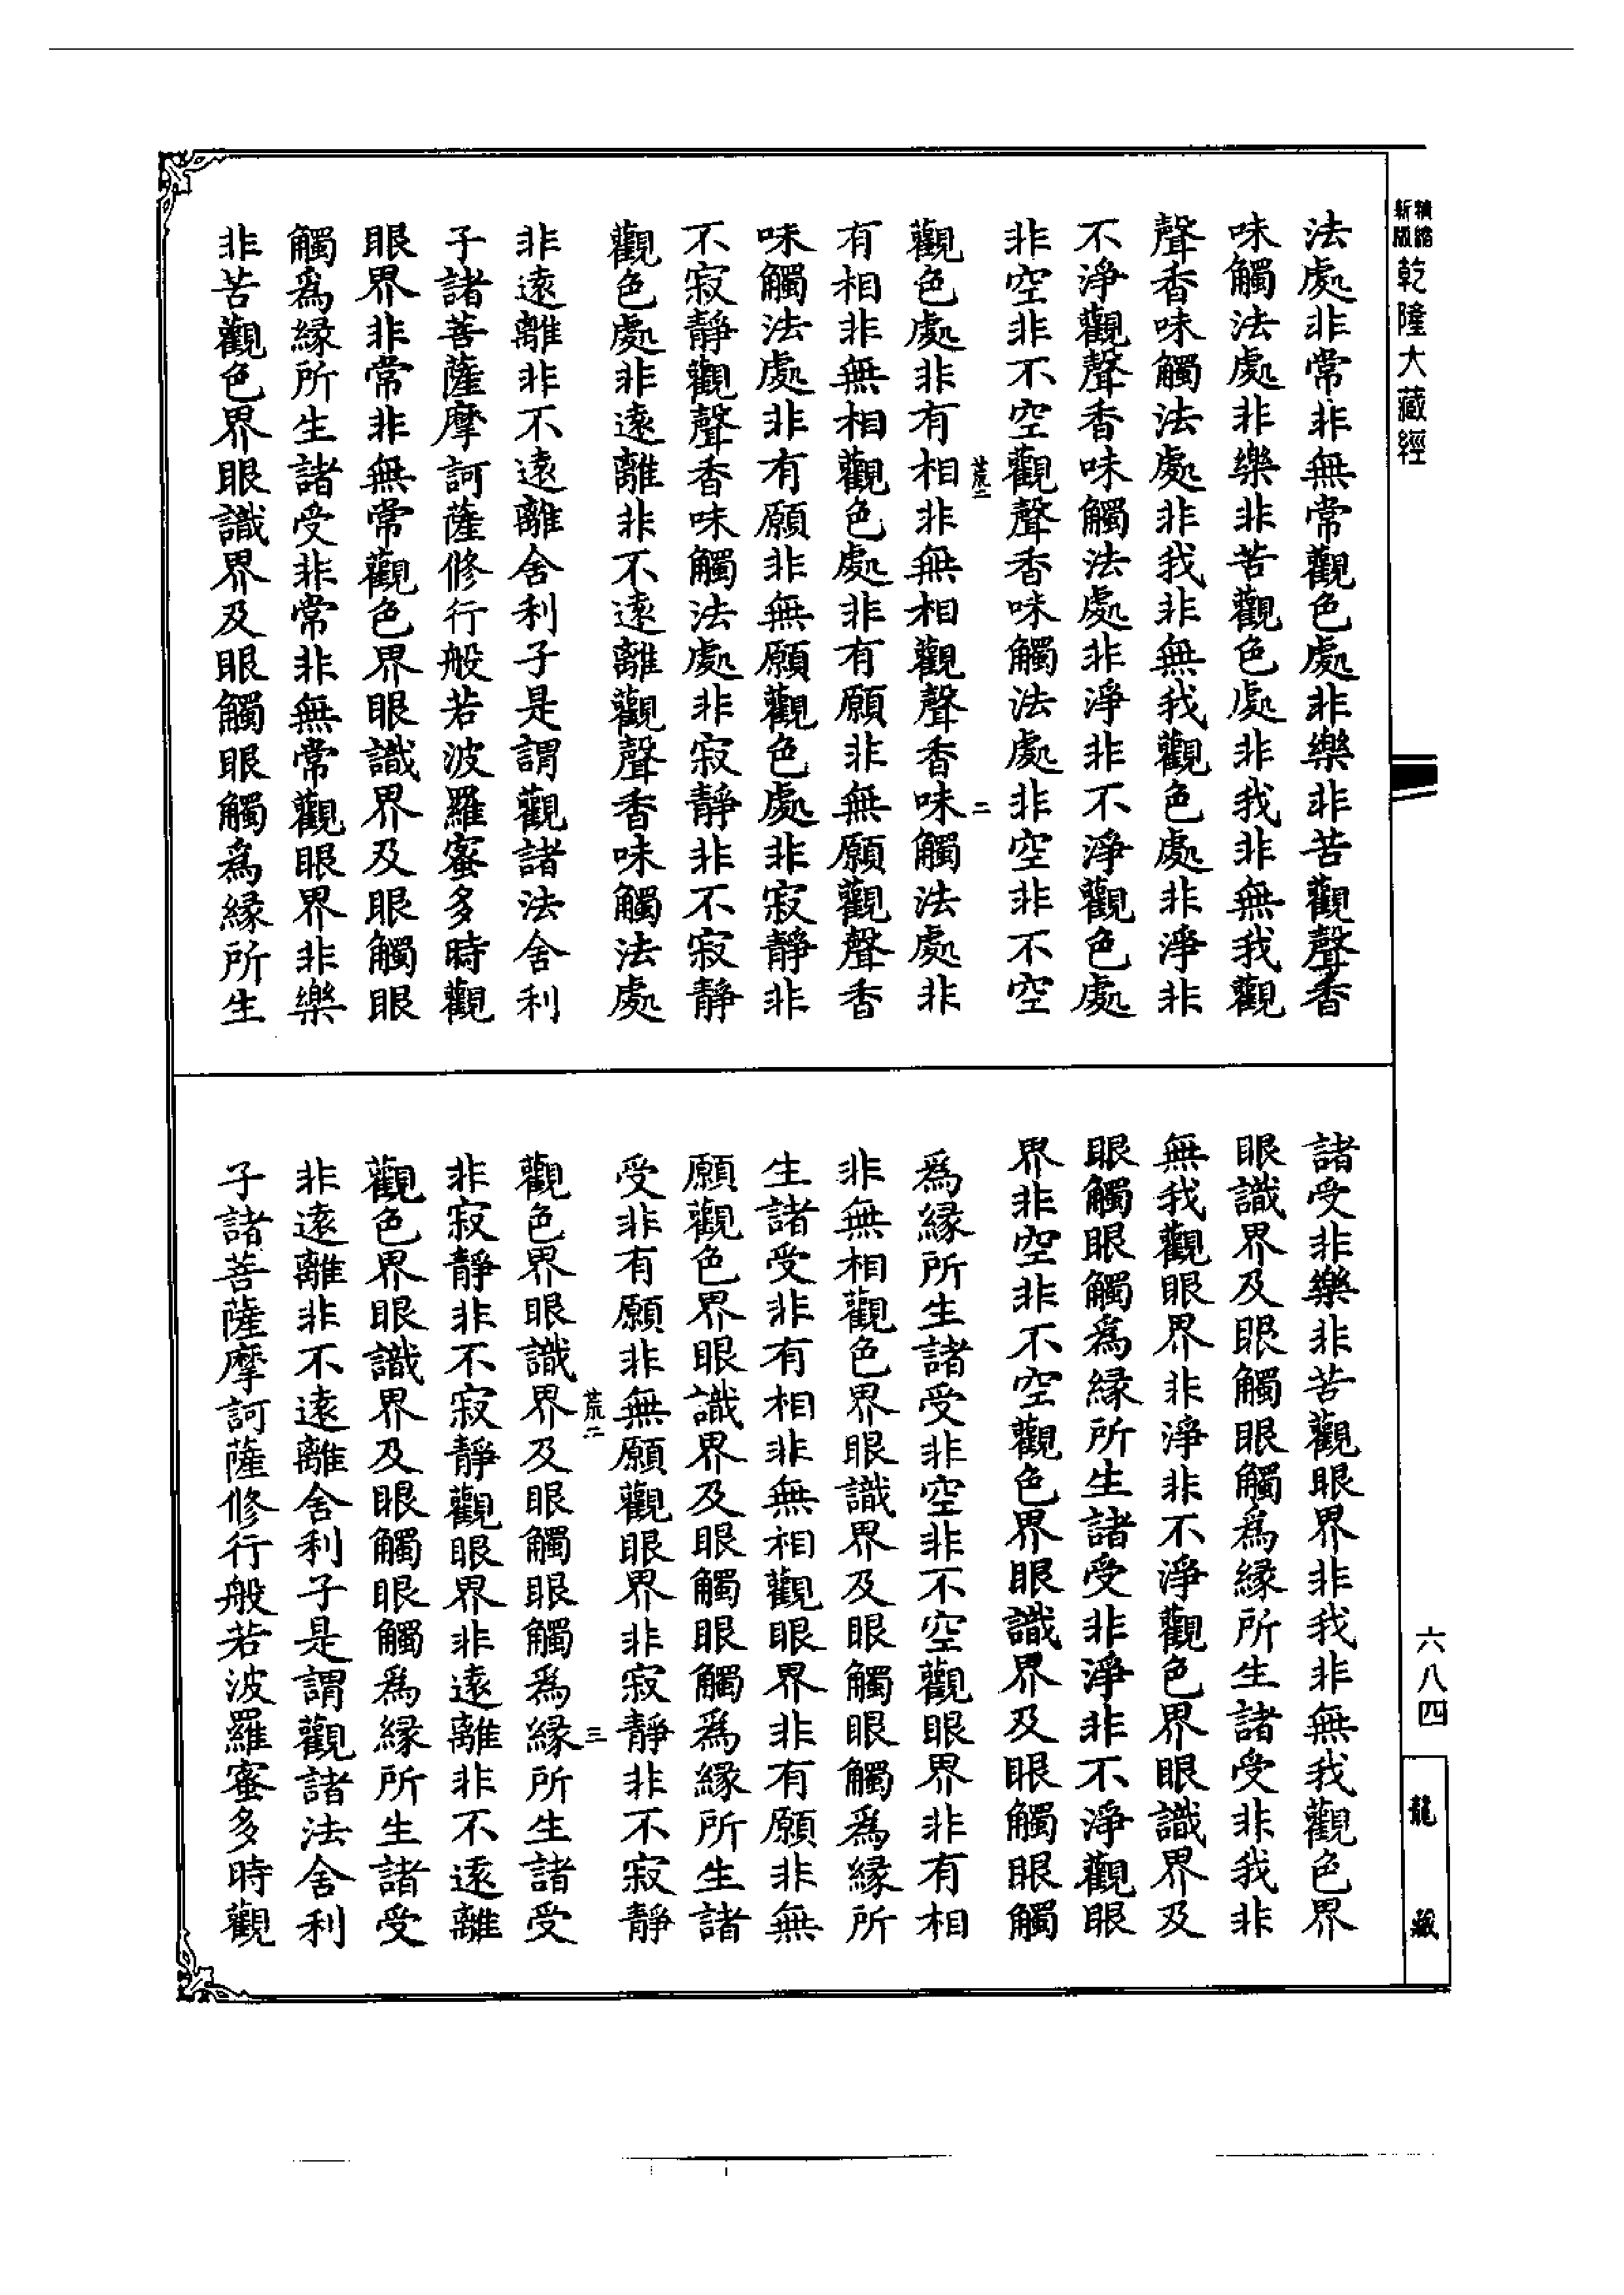 精縮新版乾隆大藏經
法處非常非無常觀色處非樂非苦觀聲香
味觸法處非樂非苦觀色處非我非無我觀
聲香味觸法處非我非無我觀色處非淨非
不淨觀聲香味觸法處非淨非不淨觀色處
非空非不空觀聲香味觸法處非空非不空
荒二 二
觀色處非有相非無相觀聲香味觸法處非
有相非無相觀色處非有願非無願觀聲香
味觸法處非有願非無願觀色處非寂靜非
不寂靜觀聲香味觸法處非寂靜非不寂靜
觀色處非遠離非不遠離觀聲香味觸法處
非遠離非不遠離舍利子是謂觀諸法舍利
子諸菩薩摩訶薩修行般若波羅蜜多時觀
眼界非常非無常觀色界眼識界及眼觸眼
觸為緣所生諸受非常非無常觀眼界非樂
非苦觀色界眼識界及眼觸眼觸為緣所生
諸受非樂非苦觀眼界非我非無我觀色界
眼識界及眼觸眼觸為緣所生諸受非我非
無我觀眼界非淨非不淨觀色界眼識界及
眼觸眼觸為緣所生諸受非淨非不淨觀眼
界非空非不空觀色界眼識界及眼觸眼觸
為緣所生諸受非空非不空觀眼界非有相
非無相觀色界眼識界及眼觸眼觸為緣所
生諸受非有相非無相觀眼界非有願非無
願觀色界眼識界及眼觸眼觸為緣所生諸
受非有願非無願觀眼界非寂靜非不寂靜
荒二 三
觀色界眼識界及眼觸眼觸為緣所生諸受
非寂靜非不寂靜觀眼界非遠離非不遠離
觀色界眼識界及眼觸眼觸為緣所生諸受
非遠離非不遠離舍利子是謂觀諸法舍利
子諸菩薩摩訶薩修行般若波羅蜜多時觀
六八四
龍藏